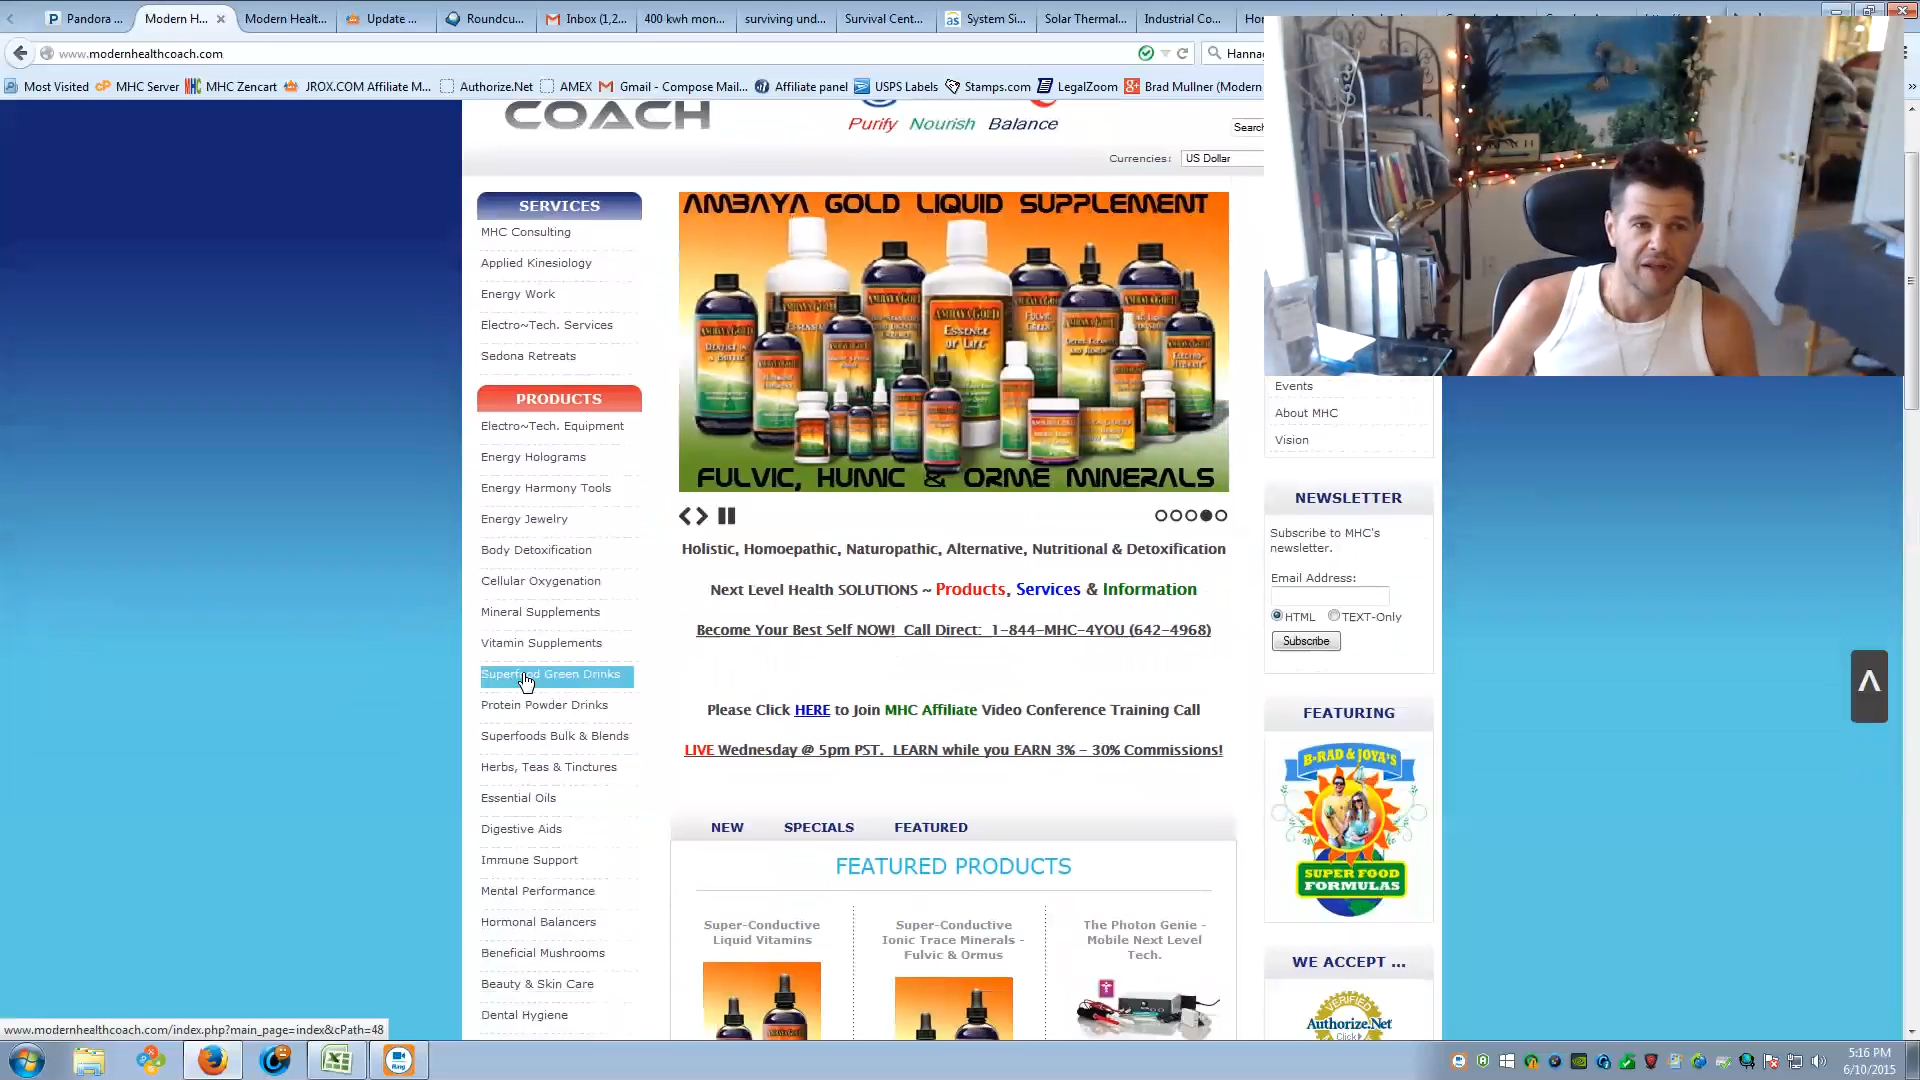 Pandora ...
Modern H...
Modern Healt...
Update ...
Roundcu...
Inbox (1,2...
400 kwh mon...
surviving und...
Survival Cent...
System Si...
Solar Thermal...
Industrial Co...
www.modernhealthcoach.com
Hanna
Most Visited
MHC Server
MHC Zencart
JROX.COM Affiliate M...
Authorize.Net
AMEX
Gmail - Compose Mail...
Affiliate panel
USPS Labels
Stamps.com
LegalZoom
Brad Mullner (Modern
COACH
Purify Nourish Balance
Search
Currencies:
US Dollar
SERVICES
MHC Consulting
Applied Kinesiology
Energy Work
Electro~Tech. Services
Sedona Retreats
PRODUCTS
Electro~Tech. Equipment
Energy Holograms
Energy Harmony Tools
Energy Jewelry
Body Detoxification
Cellular Oxygenation
Mineral Supplements
Vitamin Supplements
Superfood Green Drinks
Protein Powder Drinks
Superfoods Bulk & Blends
Herbs, Teas & Tinctures
Essential Oils
Digestive Aids
Immune Support
Mental Performance
Hormonal Balancers
Beneficial Mushrooms
Beauty & Skin Care
Dental Hygiene
AMBAYA GOLD LIQUID SUPPLEMENT
AMBAYA GOLD
ESSENCE OF LIFE
FULVIC, HUMIC & ORME MINERALS
Holistic, Homoepathic, Naturopathic, Alternative, Nutritional & Detoxification
Next Level Health SOLUTIONS ~ Products, Services & Information
Become Your Best Self NOW! Call Direct: 1-844-MHC-4YOU (642-4968)
Please Click HERE to Join MHC Affiliate Video Conference Training Call
LIVE Wednesday @ 5pm PST. LEARN while you EARN 3% - 30% Commissions!
NEW
SPECIALS
FEATURED
FEATURED PRODUCTS
Super-Conductive
Liquid Vitamins
Super-Conductive
Ionic Trace Minerals -
Fulvic & Ormus
The Photon Genie -
Mobile Next Level
Tech.
Events
About MHC
Vision
NEWSLETTER
Subscribe to MHC's
newsletter.
Email Address:
HTML
TEXT-Only
Subscribe
FEATURING
B-RAD & JOYA'S
SUPER FOOD
FORMULAS
WE ACCEPT ...
VERIFIED
Authorize.Net
Click
www.modernhealthcoach.com/index.php?main_page=index&cPath=48
5:16 PM
6/10/2015